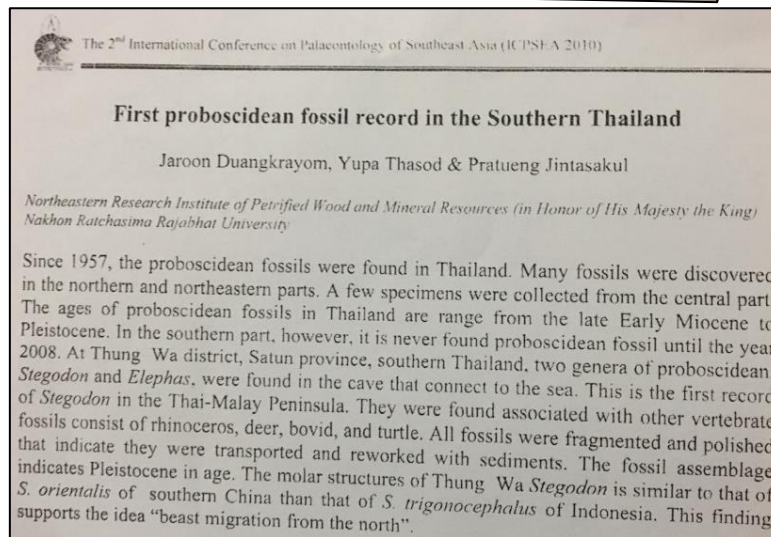 The 2nd International Conference on Palaeontology of Southeast Asia (ICPSEA 2010)
First proboscidean fossil record in the Southern Thailand
Jaroon Duangkrayom, Yupa Thasod & Pratueng Jintasakul
Northeastern Research Institute of Petrified Wood and Mineral Resources (in Honor of His Majesty the King)
Nakhon Ratchasima Rajabhat University
Since 1957, the proboscidean fossils were found in Thailand. Many fossils were discovered
in the northern and northeastern parts. A few specimens were collected from the central part.
The ages of proboscidean fossils in Thailand are range from the late Early Miocene to
Pleistocene. In the southern part, however, it is never found proboscidean fossil until the year
2008. At Thung Wa district, Satun province, southern Thailand, two genera of proboscidean,
Stegodon and Elephas, were found in the cave that connect to the sea. This is the first record
of Stegodon in the Thai-Malay Peninsula. They were found associated with other vertebrate
fossils consist of rhinoceros, deer, bovid, and turtle. All fossils were fragmented and polished
that indicate they were transported and reworked with sediments. The fossil assemblage
indicates Pleistocene in age. The molar structures of Thung Wa Stegodon is similar to that of
S. orientalis of southern China than that of S. trigonocephalus of Indonesia. This finding
supports the idea "beast migration from the north".